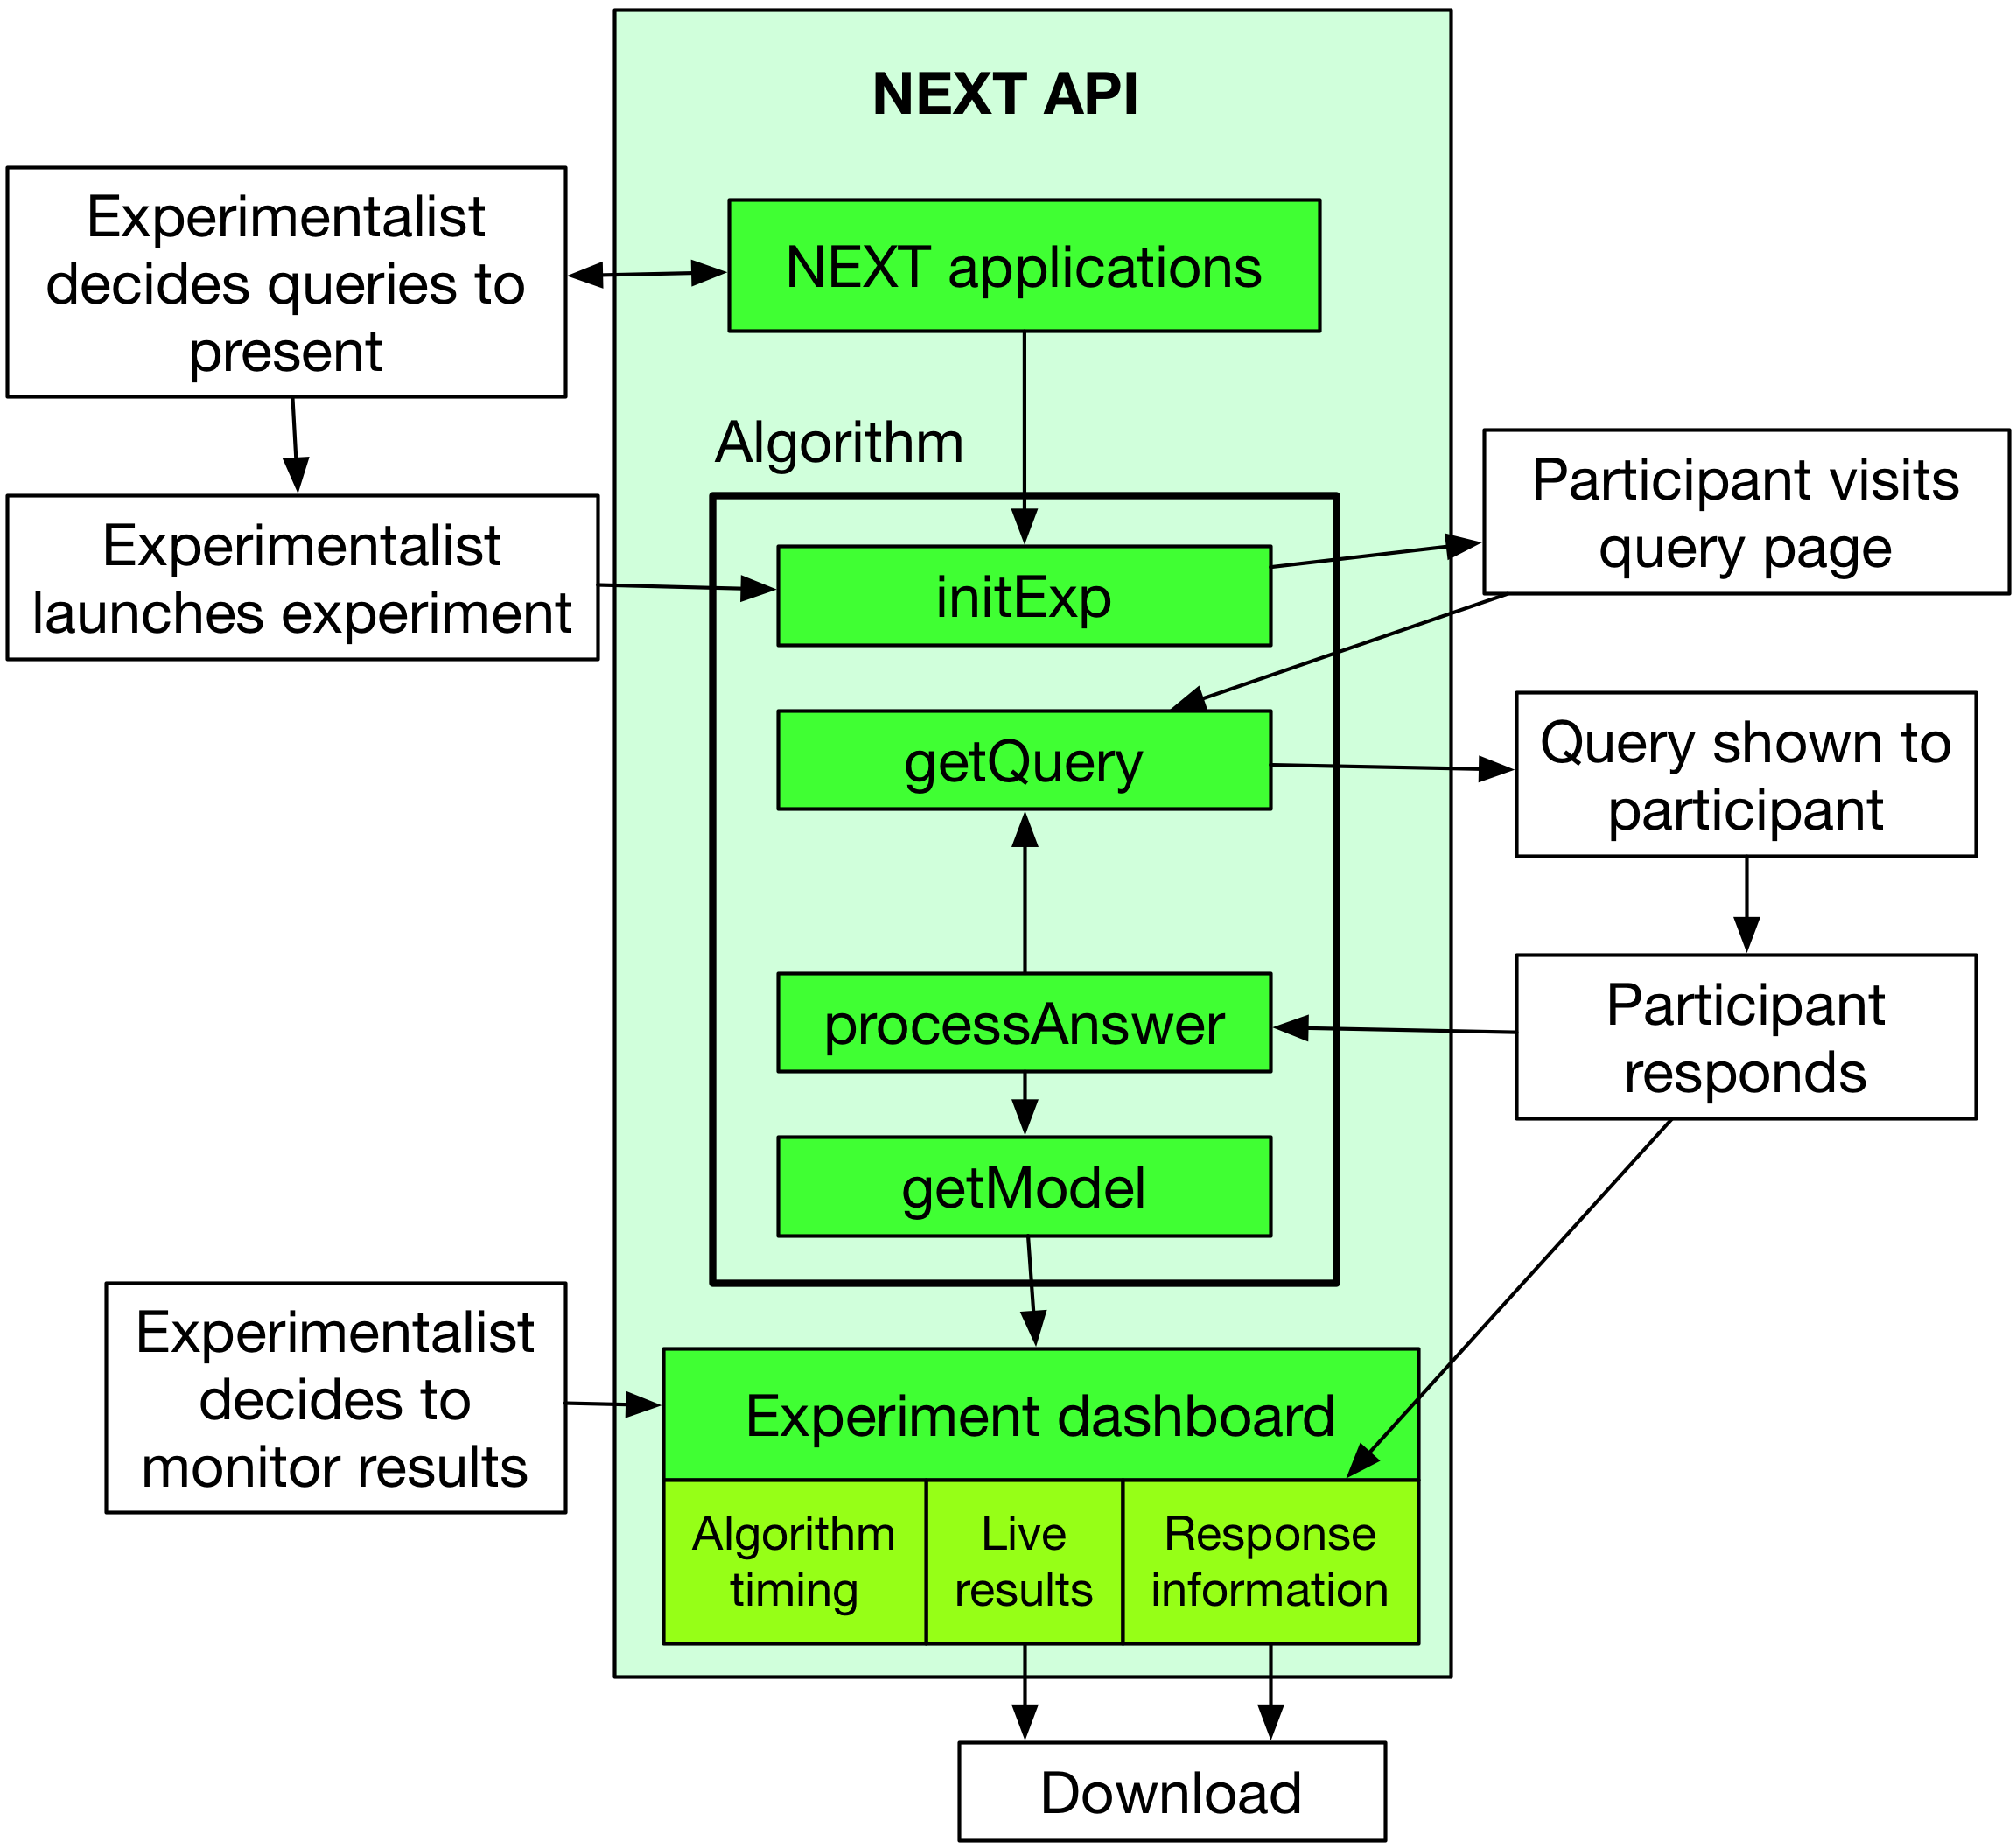 NEXT API
Experimentalist
decides queries to
present
NEXT applications
Algorithm
Experimentalist
launches experiment
initExp
Participant visits
query page
getQuery
Query shown to
participant
processAnswer
Participant
responds
getModel
Experimentalist
decides to
monitor results
Experiment dashboard
Algorithm
timing
Live
results
Response
information
Download